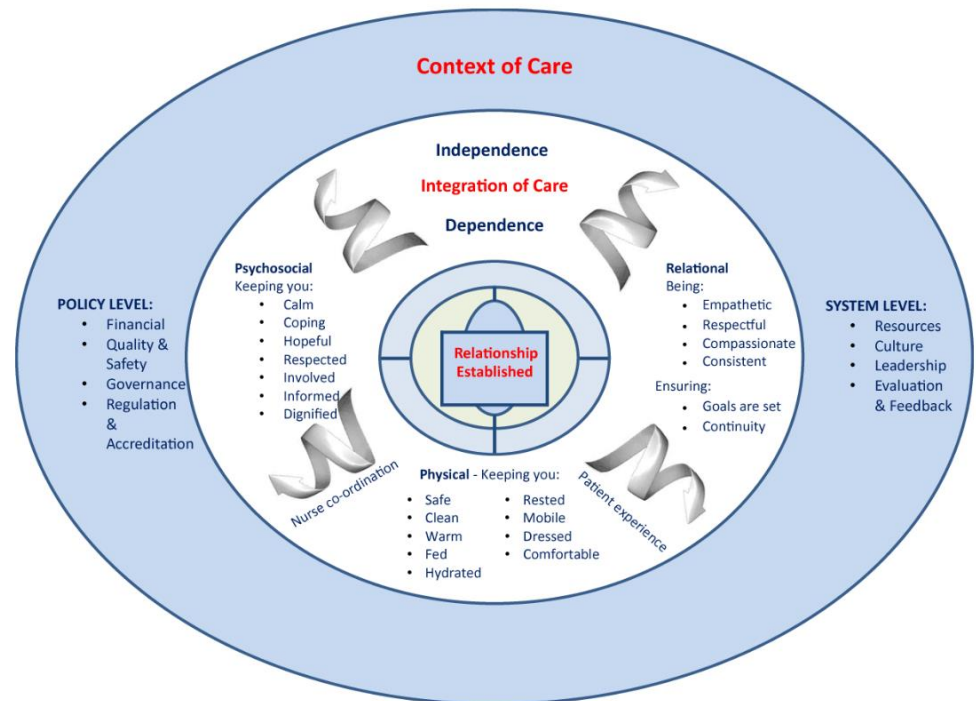 Context of Care
Independence
Integration of Care
Dependence
POLICY LEVEL:
• Financial
• Quality &
Safety
• Governance
• Regulation
&
Accreditation
Psychosocial
Keeping you:
• Calm
• Coping
• Hopeful
• Respected
• Involved
• Informed
• Dignified
Relationship
Established
Relational
Being:
• Empathetic
• Respectful
• Compassionate
• Consistent
Ensuring:
• Goals are set
• Continuity
SYSTEM LEVEL:
• Resources
• Culture
• Leadership
• Evaluation
& Feedback
Nurse co-ordination
Physical - Keeping you:
• Safe
• Clean
• Warm
• Fed
• Hydrated
• Rested
• Mobile
• Dressed
• Comfortable
Patient experience